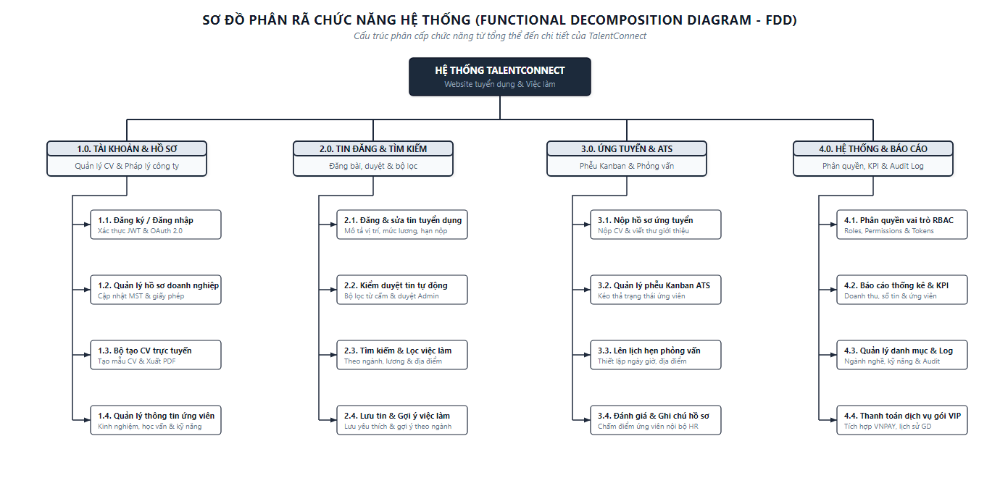 SƠ ĐỒ PHÂN RÃ CHỨC NĂNG HỆ THỐNG (FUNCTIONAL DECOMPOSITION DIAGRAM - FDD)
Cấu trúc phân cấp chức năng từ tổng thể đến chi tiết của TalentConnect
HỆ THỐNG TALENTCONNECT
Website tuyển dụng & Việc làm
1.0. TÀI KHOẢN & HỒ SƠ
Quản lý CV & Pháp lý công ty
1.1. Đăng ký / Đăng nhập
Xác thực JWT & OAuth 2.0
1.2. Quản lý hồ sơ doanh nghiệp
Cập nhật MST & giấy phép
1.3. Bộ tạo CV trực tuyến
Tạo mẫu CV & Xuất PDF
1.4. Quản lý thông tin ứng viên
Kinh nghiệm, học vấn & kỹ năng
2.0. TIN ĐĂNG & TÌM KIẾM
Đăng bài, duyệt & bộ lọc
2.1. Đăng & sửa tin tuyển dụng
Mô tả vị trí, mức lương, hạn nộp
2.2. Kiểm duyệt tin tự động
Bộ lọc từ cấm & duyệt Admin
2.3. Tìm kiếm & Lọc việc làm
Theo ngành, lương & địa điểm
2.4. Lưu tin & Gợi ý việc làm
Lưu yêu thích & gợi ý theo ngành
3.0. ỨNG TUYỂN & ATS
Phễu Kanban & Phỏng vấn
3.1. Nộp hồ sơ ứng tuyển
Nộp CV & viết thư giới thiệu
3.2. Quản lý phễu Kanban ATS
Kéo thả trạng thái ứng viên
3.3. Lên lịch hẹn phỏng vấn
Thiết lập ngày giờ, địa điểm
3.4. Đánh giá & Ghi chú hồ sơ
Chấm điểm ứng viên nội bộ HR
4.0. HỆ THỐNG & BÁO CÁO
Phân quyền, KPI & Audit Log
4.1. Phân quyền vai trò RBAC
Roles, Permissions & Tokens
4.2. Báo cáo thống kê & KPI
Doanh thu, số tin & ứng viên
4.3. Quản lý danh mục & Log
Ngành nghề, kỹ năng & Audit
4.4. Thanh toán dịch vụ gói VIP
Tích hợp VNPAY, lịch sử GD